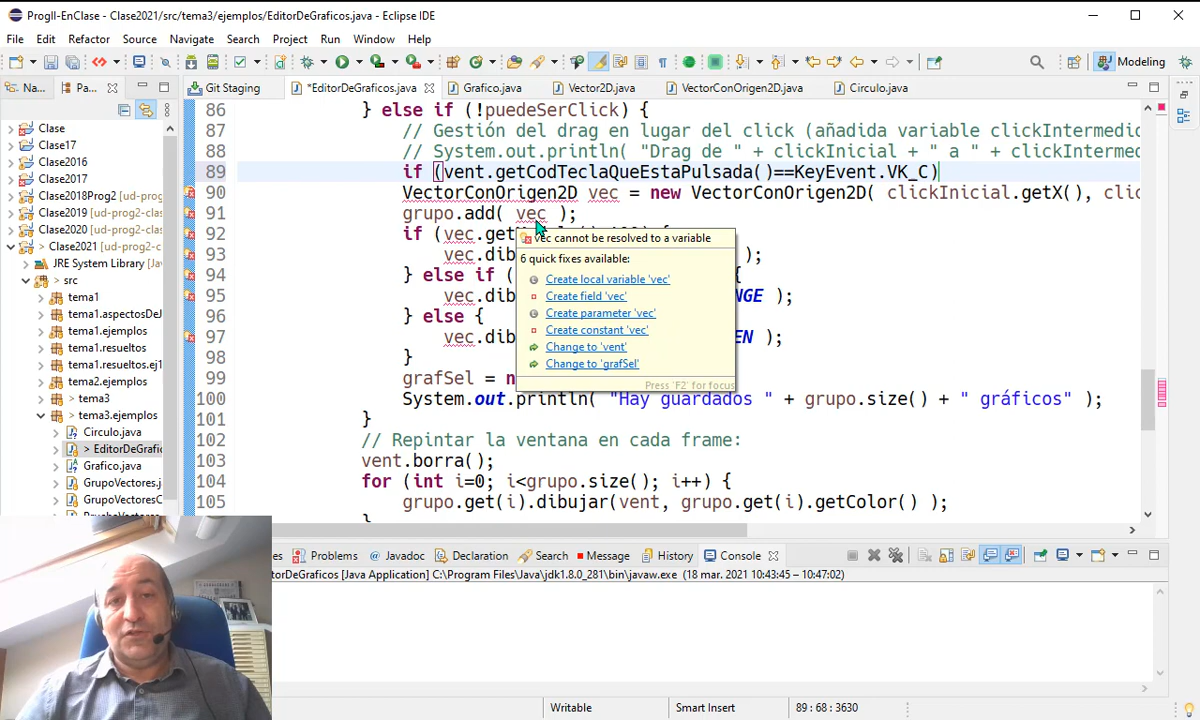 ProgII-EnClase - Clase2021/src/tema3/ejemplos/EditorDeGraficos.java - Eclipse IDE
File Edit Refactor Source Navigate Search Project Run Window Help
Modeling
Na... Pa... Git Staging *EditorDeGraficos.java Grafico.java Vector2D.java VectorConOrigen2D.java Circulo.java
Clase
Clase17
Clase2016
Clase2017
Clase2018Prog2 (ud-prog2-c
Clase2019 (ud-prog2-clas
Clase2020 (ud-prog2-clas
Clase2021 (ud-prog2-clas
JRE System Library (Java
src
tema1
tema1.aspectosDeJ
tema1.ejemplos
tema1.resueltos
tema1.resueltos.ej1
tema2.ejemplos
> tema3
tema3.ejemplos
Circulo.java
> EditorDeGrafic
Grafico.java
GrupoVectores.j
GrupoVectoresC
86 } else if (!puedeSerClick) {
87 // Gestión del drag en lugar del click (añadida variable clickIntermedio
88 // System.out.println( "Drag de " + clickInicial + " a " + clickInterme
89 if (vent.getCodTeclaQueEstaPulsada()==KeyEvent.VK_C)
90 VectorConOrigen2D vec = new VectorConOrigen2D( clickInicial.getX(), clic
91 grupo.add( vec );
92 if (vec.get
93 vec.dib );
94 } else if ( {
95 vec.dib NGE );
96 } else {
97 vec.dib EN );
98 }
99 grafSel = n
100 System.out.println( "Hay guardados " + grupo.size() + " gráficos" );
101 }
102 // Repintar la ventana en cada frame:
103 vent.borra();
104 for (int i=0; i<grupo.size(); i++) {
105 grupo.get(i).dibujar(vent, grupo.get(i).getColor() );
vec cannot be resolved to a variable
6 quick fixes available:
Create local variable 'vec'
Create field 'vec'
Create parameter 'vec'
Create constant 'vec'
Change to 'vent'
Change to 'grafSel'
Press 'F2' for focus
es Problems @ Javadoc Declaration Search Message History Console
EditorDeGraficos [Java Application] C:\Program Files\Java\jdk1.8.0_281\bin\javaw.exe (18 mar. 2021 10:43:45 – 10:47:02)
Writable Smart Insert 89 : 68 : 3630